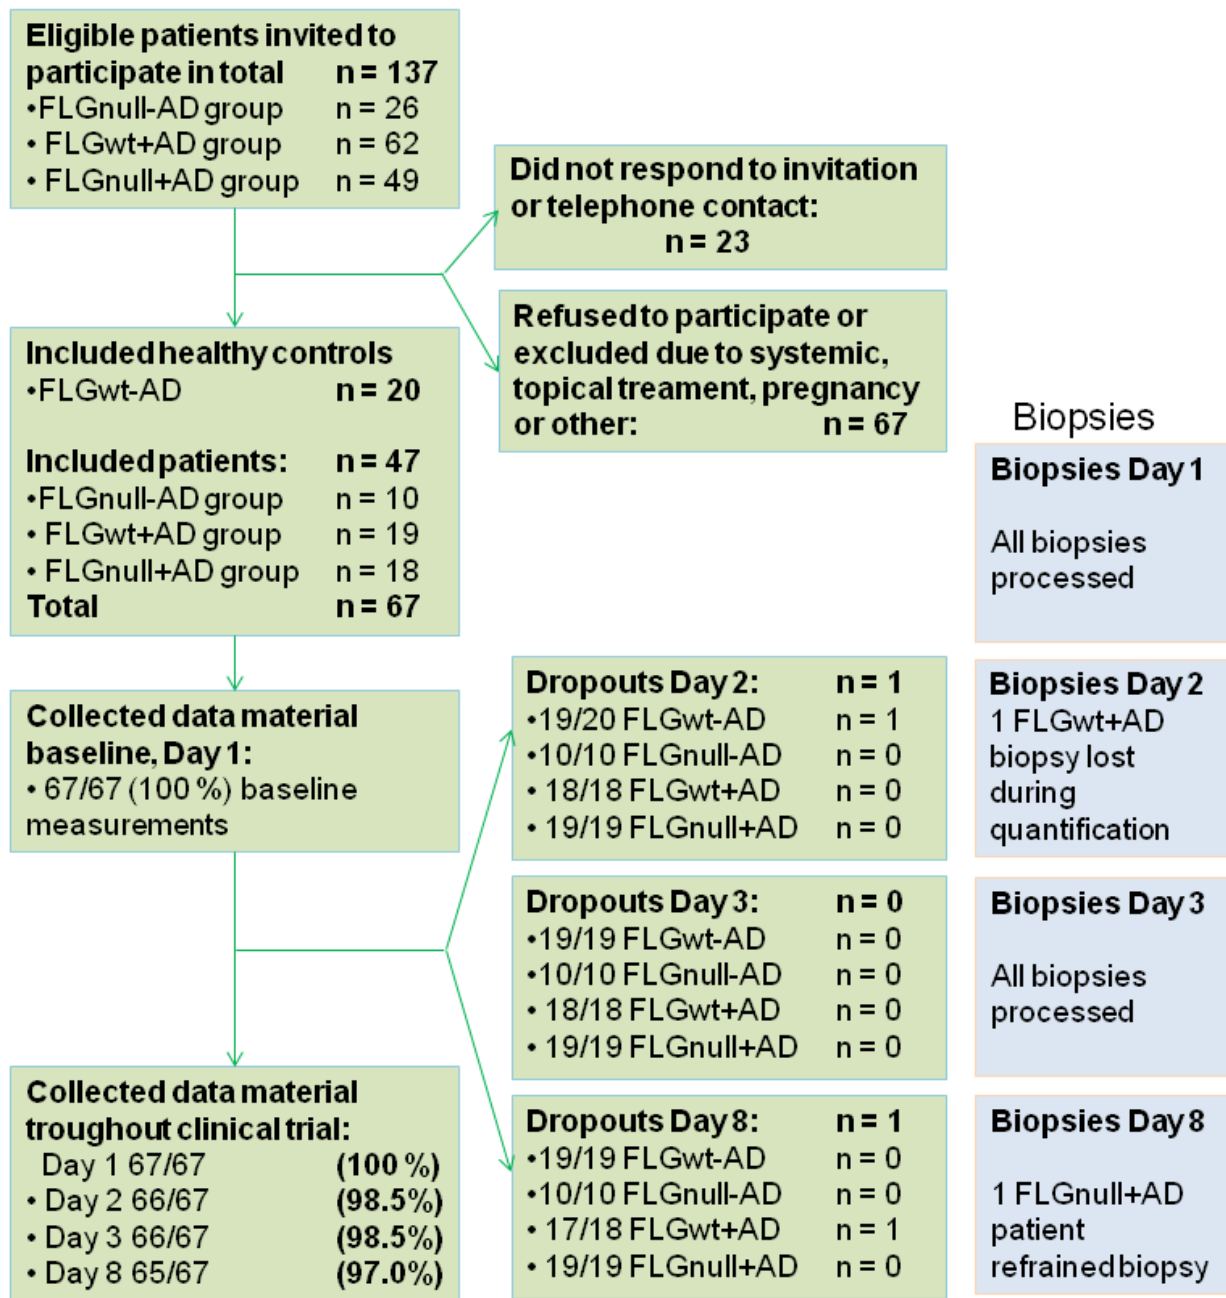 Eligible patients invited to
participate in total n = 137
•FLGnull-AD group n = 26
• FLGwt+AD group n = 62
• FLGnull+AD group n = 49
Did not respond to invitation
or telephone contact:
n = 23
Refused to participate or
excluded due to systemic,
topical treament, pregnancy
or other: n = 67
Included healthy controls
•FLGwt-AD n = 20
Included patients: n = 47
•FLGnull-AD group n = 10
• FLGwt+AD group n = 19
• FLGnull+AD group n = 18
Total n = 67
Biopsies
Biopsies Day 1
All biopsies
processed
Collected data material
baseline, Day 1:
• 67/67 (100 %) baseline
measurements
Dropouts Day 2: n = 1
•19/20 FLGwt-AD n = 1
•10/10 FLGnull-AD n = 0
• 18/18 FLGwt+AD n = 0
• 19/19 FLGnull+AD n = 0
Biopsies Day 2
1 FLGwt+AD
biopsy lost
during
quantification
Dropouts Day 3: n = 0
•19/19 FLGwt-AD n = 0
•10/10 FLGnull-AD n = 0
• 18/18 FLGwt+AD n = 0
• 19/19 FLGnull+AD n = 0
Biopsies Day 3
All biopsies
processed
Collected data material
troughout clinical trial:
Day 1 67/67 (100 %)
• Day 2 66/67 (98.5%)
• Day 3 66/67 (98.5%)
• Day 8 65/67 (97.0%)
Dropouts Day 8: n = 1
•19/19 FLGwt-AD n = 0
•10/10 FLGnull-AD n = 0
• 17/18 FLGwt+AD n = 1
• 19/19 FLGnull+AD n = 0
Biopsies Day 8
1 FLGnull+AD
patient
refrained biopsy